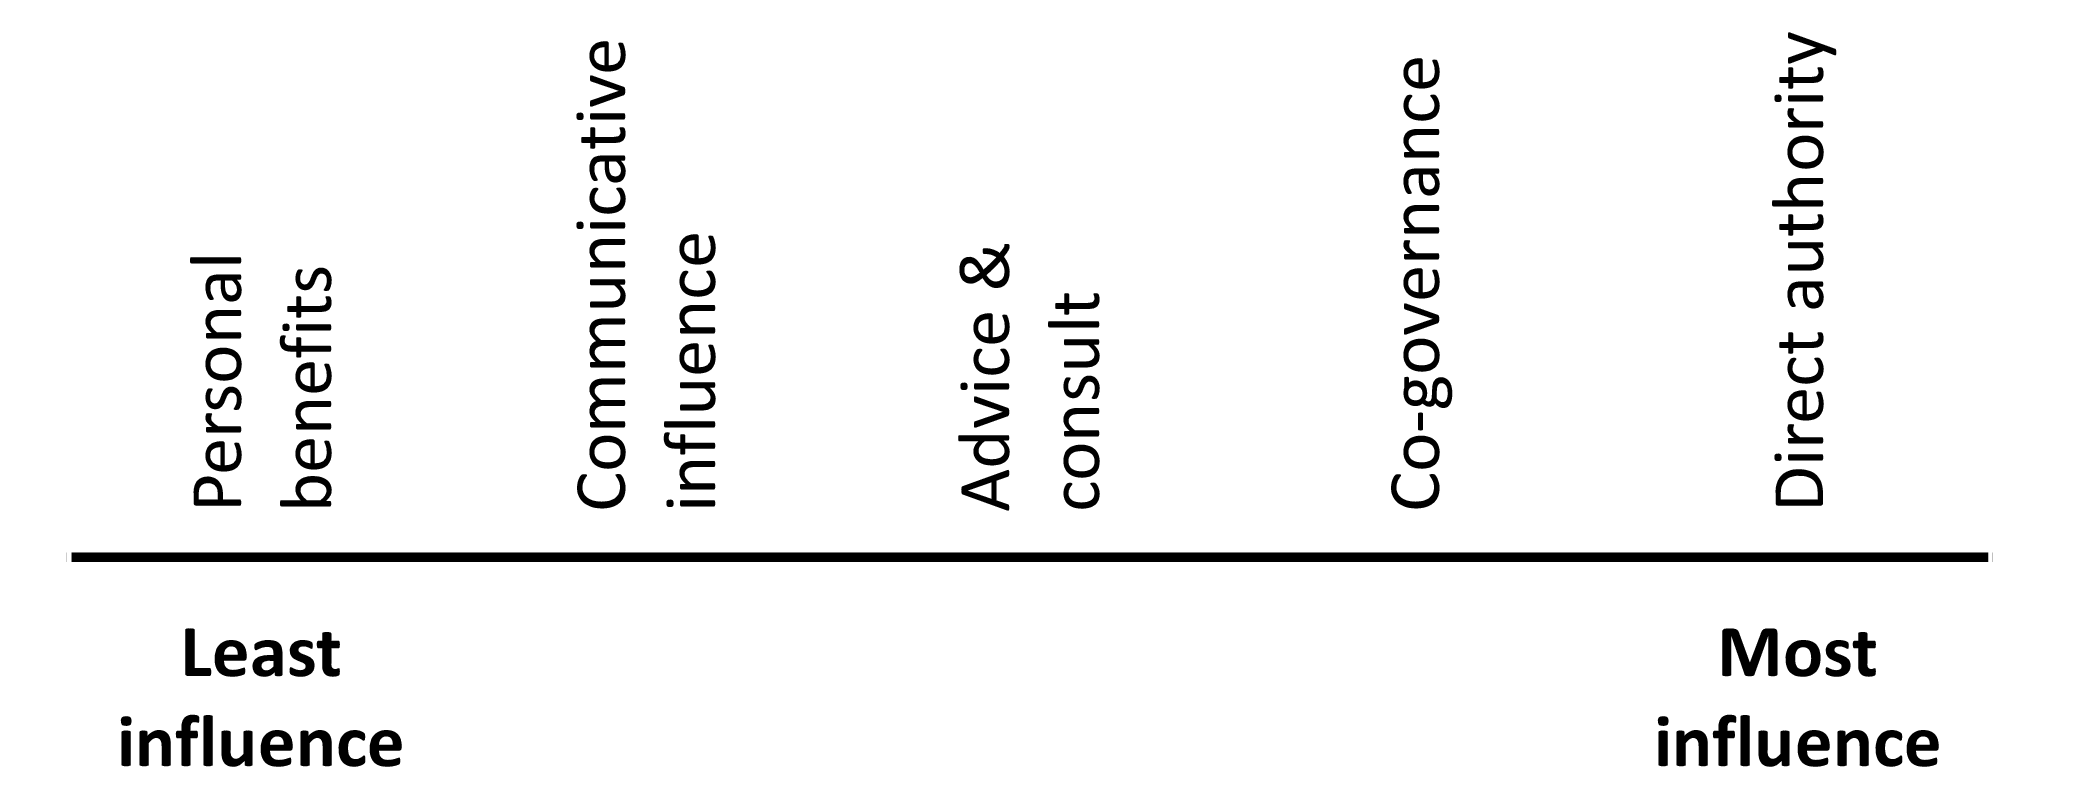 Personal
benefits
Communicative
influence
Advice &
consult
Co-governance
Direct authority
Least
influence
Most
influence